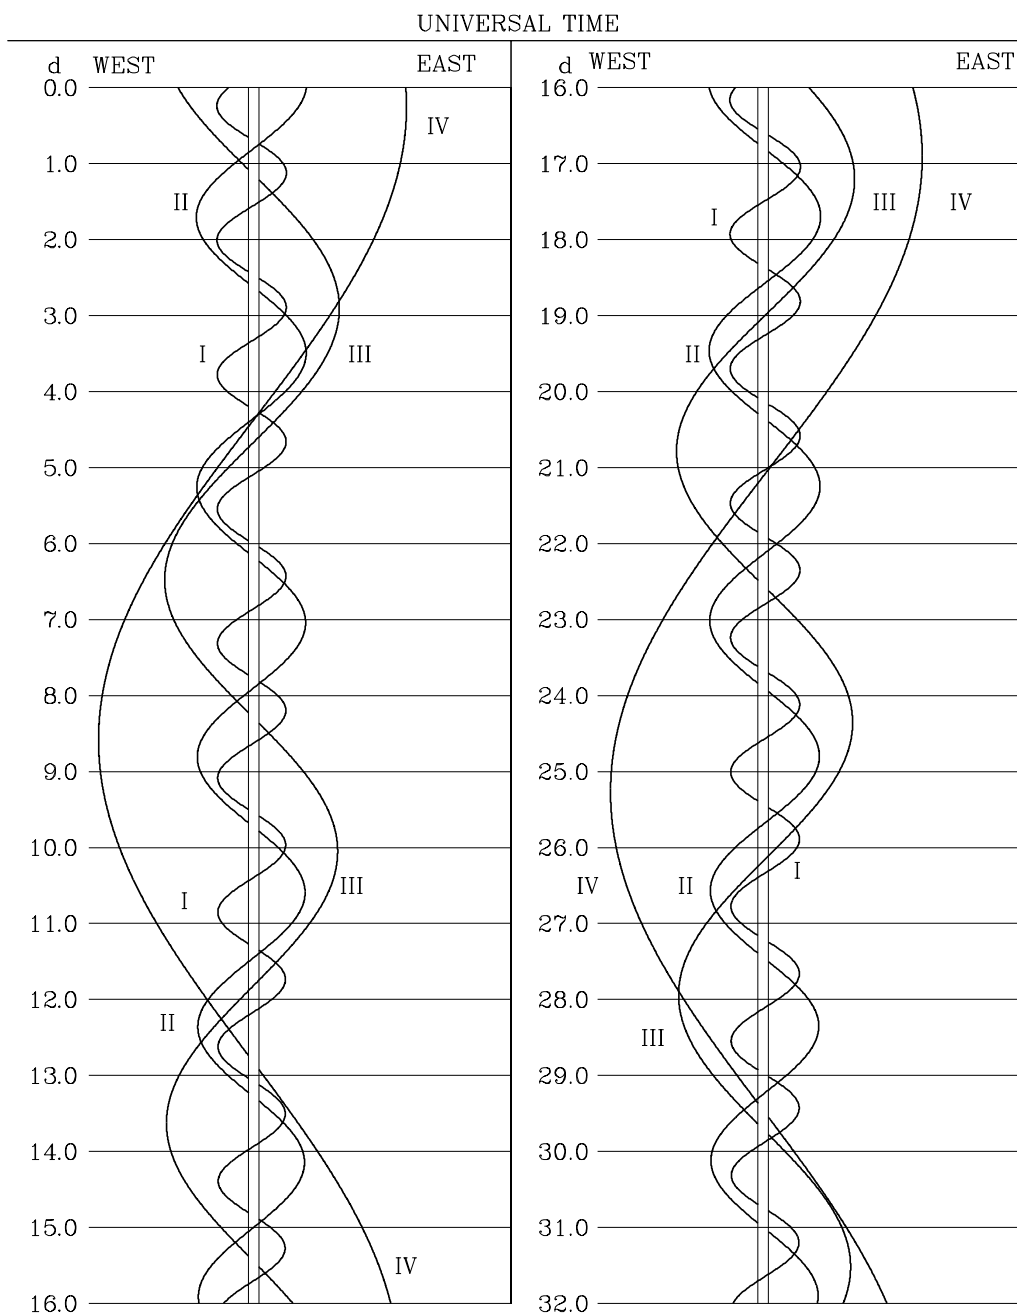 UNIVERSAL TIME
d WEST EAST
0.0
IV
1.0
II
2.0
3.0
I III
4.0
5.0
6.0
7.0
8.0
9.0
10.0
III
I
11.0
12.0
II
13.0
14.0
15.0
IV
16.0
d WEST EAST
16.0
17.0
III IV
I
18.0
19.0
II
20.0
21.0
22.0
23.0
24.0
25.0
26.0
I
IV II
27.0
28.0
III
29.0
30.0
31.0
32.0